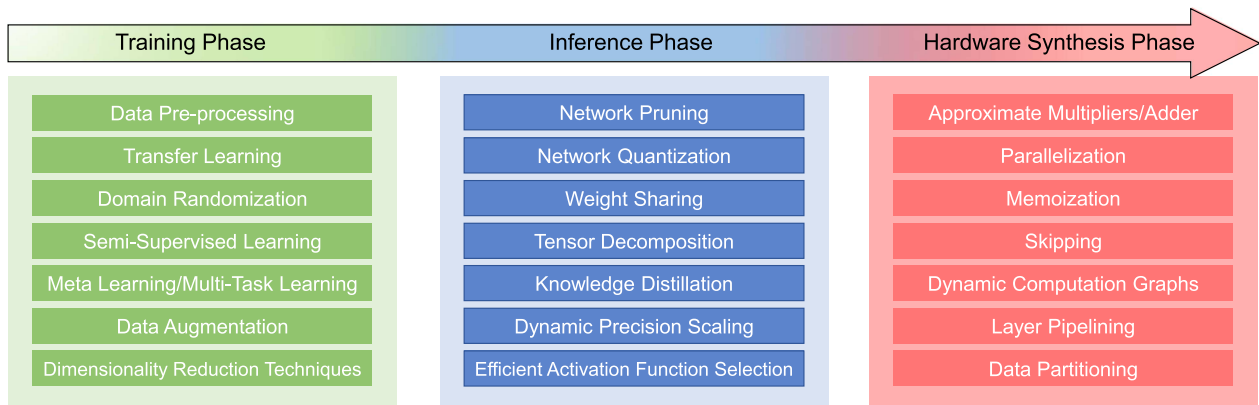 Training Phase
Inference Phase
Hardware Synthesis Phase
Data Pre-processing
Transfer Learning
Domain Randomization
Semi-Supervised Learning
Meta Learning/Multi-Task Learning
Data Augmentation
Dimensionality Reduction Techniques
Network Pruning
Network Quantization
Weight Sharing
Tensor Decomposition
Knowledge Distillation
Dynamic Precision Scaling
Efficient Activation Function Selection
Approximate Multipliers/Adder
Parallelization
Memoization
Skipping
Dynamic Computation Graphs
Layer Pipelining
Data Partitioning